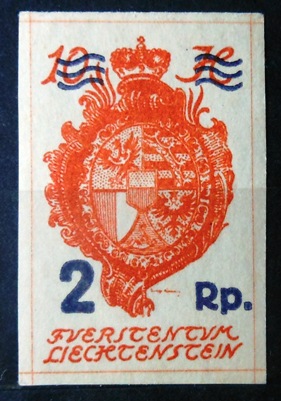 10 H
2 Rp.
FVERSTENTVM
LIECHTENSTEIN